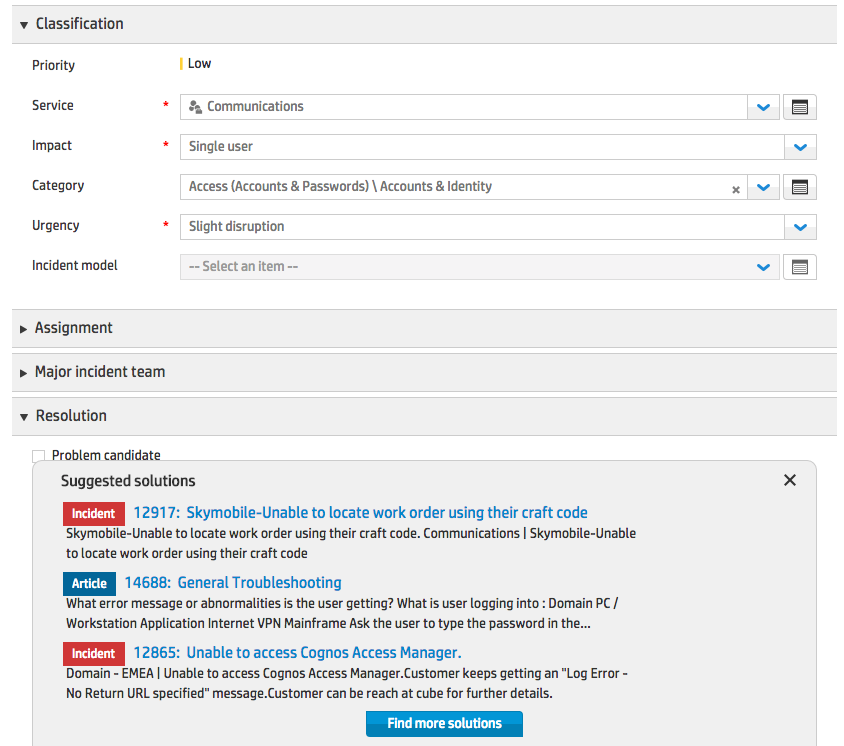 Classification
Priority Low
Service * Communications
Impact * Single user
Category Access (Accounts & Passwords) \ Accounts & Identity
Urgency * Slight disruption
Incident model -- Select an item --
Assignment
Major incident team
Resolution
Problem candidate
Suggested solutions
Incident 12917: Skymobile-Unable to locate work order using their craft code
Skymobile-Unable to locate work order using their craft code. Communications | Skymobile-Unable
to locate work order using their craft code
Article 14688: General Troubleshooting
What error message or abnormalities is the user getting? What is user logging into : Domain PC /
Workstation Application Internet VPN Mainframe Ask the user to type the password in the...
Incident 12865: Unable to access Cognos Access Manager.
Domain - EMEA | Unable to access Cognos Access Manager.Customer keeps getting an "Log Error -
No Return URL specified" message.Customer can be reach at cube for further details.
Find more solutions